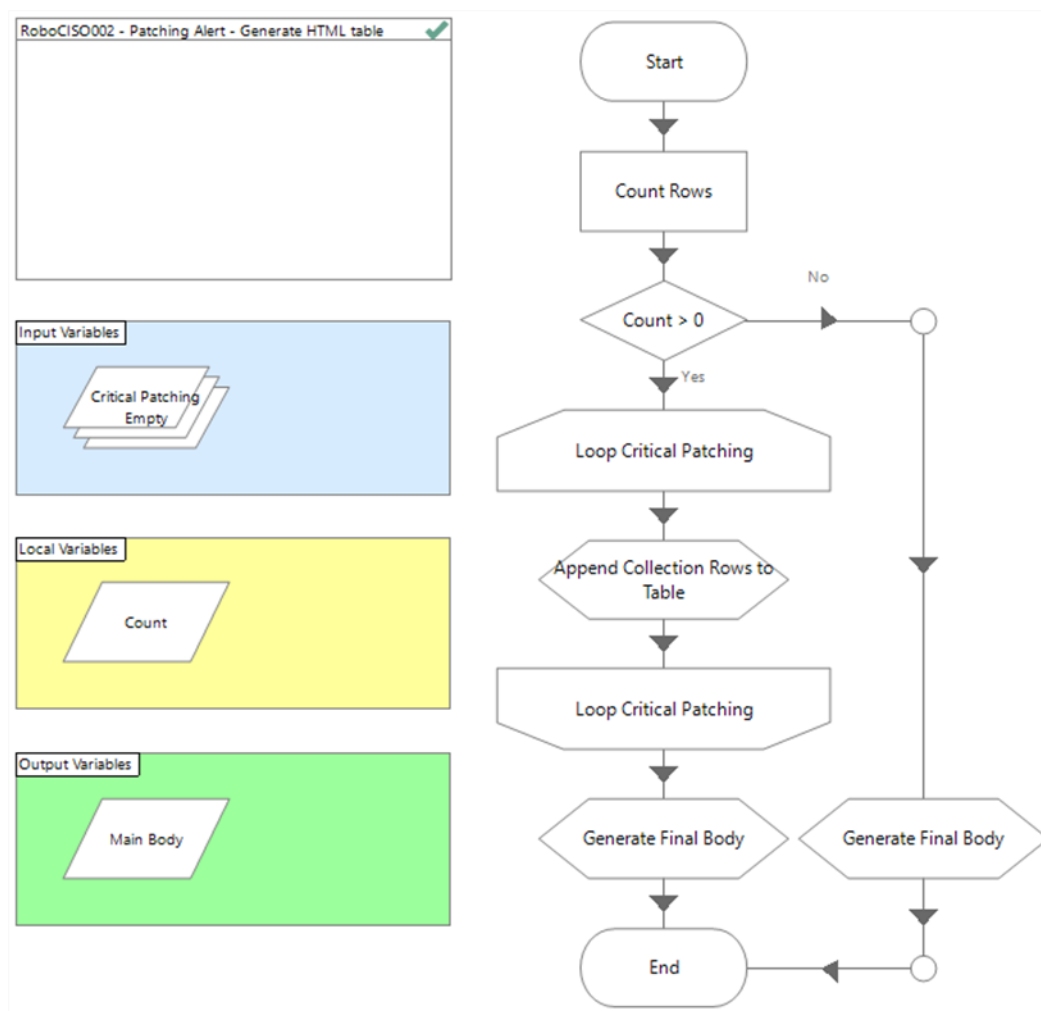 RoboCISO002 - Patching Alert - Generate HTML table
Input Variables
Critical Patching
Empty
Local Variables
Count
Output Variables
Main Body
Start
Count Rows
Count > 0
No
Yes
Loop Critical Patching
Append Collection Rows to
Table
Loop Critical Patching
Generate Final Body
Generate Final Body
End